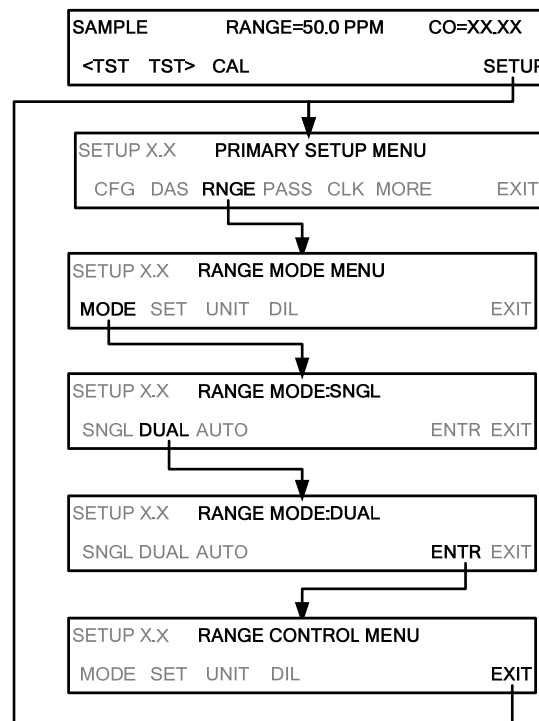 SAMPLE RANGE=50.0 PPM CO=XX.XX
<TST TST> CAL SETUP
SETUP X.X PRIMARY SETUP MENU
CFG DAS RNGE PASS CLK MORE EXIT
SETUP X.X RANGE MODE MENU
MODE SET UNIT DIL EXIT
SETUP X.X RANGE MODE:SNGL
SNGL DUAL AUTO ENTR EXIT
SETUP X.X RANGE MODE:DUAL
SNGL DUAL AUTO ENTR EXIT
SETUP X.X RANGE CONTROL MENU
MODE SET UNIT DIL EXIT